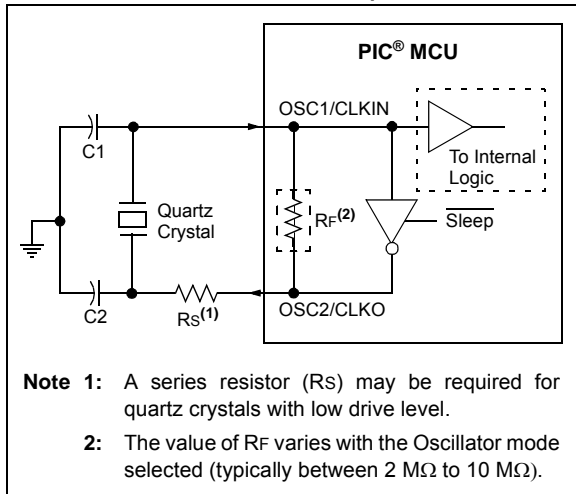 PIC® MCU
OSC1/CLKIN
C1
To Internal
Logic
Quartz
Crystal
RF(2)
Sleep
C2
RS(1)
OSC2/CLKO
Note 1: A series resistor (RS) may be required for
quartz crystals with low drive level.
2: The value of RF varies with the Oscillator mode
selected (typically between 2 MΩ to 10 MΩ).